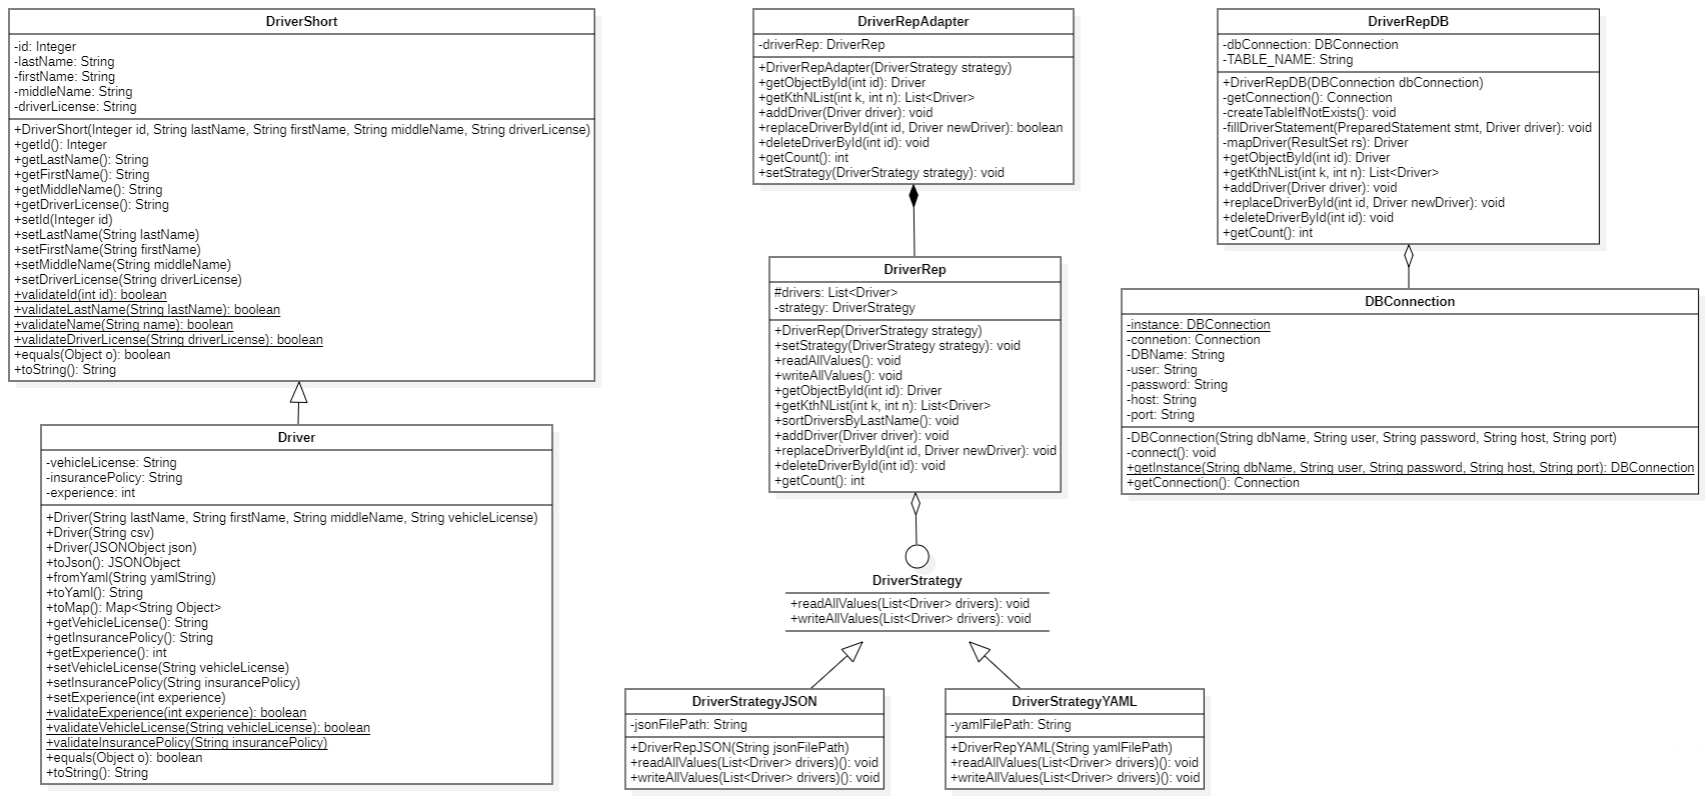 DriverShort
-id: Integer
-lastName: String
-firstName: String
-middleName: String
-driverLicense: String
+DriverShort(Integer id, String lastName, String firstName, String middleName, String driverLicense)
+getId(): Integer
+getLastName(): String
+getFirstName(): String
+getMiddleName(): String
+getDriverLicense(): String
+setId(Integer id)
+setLastName(String lastName)
+setFirstName(String firstName)
+setMiddleName(String middleName)
+setDriverLicense(String driverLicense)
+validateId(int id): boolean
+validateLastName(String lastName): boolean
+validateName(String name): boolean
+validateDriverLicense(String driverLicense): boolean
+equals(Object o): boolean
+toString(): String
Driver
-vehicleLicense: String
-insurancePolicy: String
-experience: int
+Driver(String lastName, String firstName, String middleName, String vehicleLicense)
+Driver(String csv)
+Driver(JSONObject json)
+toJson(): JSONObject
+fromYaml(String yamlString)
+toYaml(): String
+toMap(): Map<String Object>
+getVehicleLicense(): String
+getInsurancePolicy(): String
+getExperience(): int
+setVehicleLicense(String vehicleLicense)
+setInsurancePolicy(String insurancePolicy)
+setExperience(int experience)
+validateExperience(int experience): boolean
+validateVehicleLicense(String vehicleLicense): boolean
+validateInsurancePolicy(String insurancePolicy)
+equals(Object o): boolean
+toString(): String
DriverRepAdapter
-driverRep: DriverRep
+DriverRepAdapter(DriverStrategy strategy)
+getObjectById(int id): Driver
+getKthNList(int k, int n): List<Driver>
+addDriver(Driver driver): void
+replaceDriverById(int id, Driver newDriver): boolean
+deleteDriverById(int id): void
+getCount(): int
+setStrategy(DriverStrategy strategy): void
DriverRep
#drivers: List<Driver>
-strategy: DriverStrategy
+DriverRep(DriverStrategy strategy)
+setStrategy(DriverStrategy strategy): void
+readAllValues(): void
+writeAllValues(): void
+getObjectById(int id): Driver
+getKthNList(int k, int n): List<Driver>
+sortDriversByLastName(): void
+addDriver(Driver driver): void
+replaceDriverById(int id, Driver newDriver): void
+deleteDriverById(int id): void
+getCount(): int
DriverStrategy
+readAllValues(List<Driver> drivers): void
+writeAllValues(List<Driver> drivers): void
DriverStrategyJSON
-jsonFilePath: String
+DriverRepJSON(String jsonFilePath)
+readAllValues(List<Driver> drivers)(): void
+writeAllValues(List<Driver> drivers)(): void
DriverStrategyYAML
-yamlFilePath: String
+DriverRepYAML(String yamlFilePath)
+readAllValues(List<Driver> drivers)(): void
+writeAllValues(List<Driver> drivers)(): void
DriverRepDB
-dbConnection: DBConnection
-TABLE_NAME: String
+DriverRepDB(DBConnection dbConnection)
-getConnection(): Connection
-createTableIfNotExists(): void
-fillDriverStatement(PreparedStatement stmt, Driver driver): void
-mapDriver(ResultSet rs): Driver
+getObjectById(int id): Driver
+getKthNList(int k, int n): List<Driver>
+addDriver(Driver driver): void
+replaceDriverById(int id, Driver newDriver): void
+deleteDriverById(int id): void
+getCount(): int
DBConnection
-instance: DBConnection
-connetion: Connection
-DBName: String
-user: String
-password: String
-host: String
-port: String
-DBConnection(String dbName, String user, String password, String host, String port)
-connect(): void
+getInstance(String dbName, String user, String password, String host, String port): DBConnection
+getConnection(): Connection